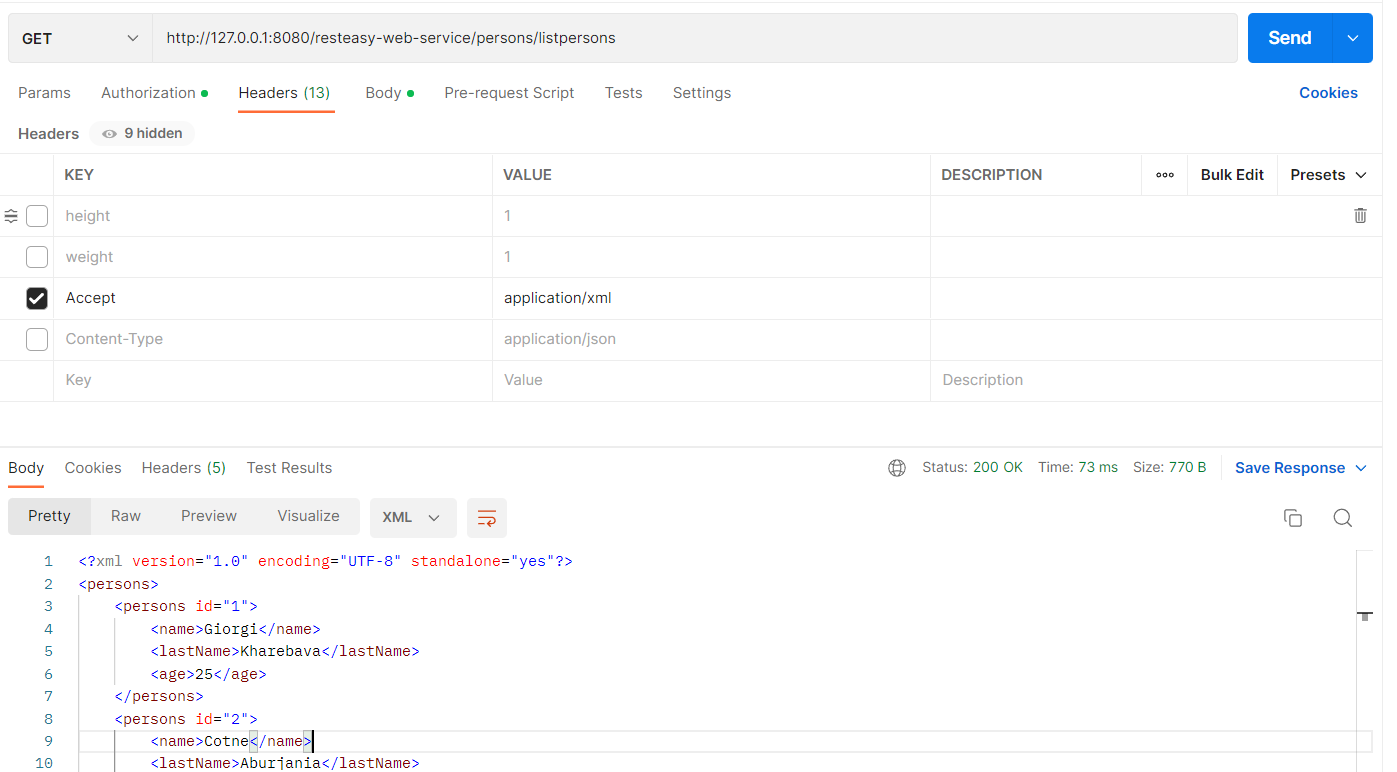 GET http://127.0.0.1:8080/resteasy-web-service/persons/listpersons Send
Params Authorization Headers (13) Body Pre-request Script Tests Settings Cookies
Headers 9 hidden
KEY VALUE DESCRIPTION Bulk Edit Presets
height 1
weight 1
Accept application/xml
Content-Type application/json
Key Value Description
Body Cookies Headers (5) Test Results Status: 200 OK Time: 73 ms Size: 770 B Save Response
Pretty Raw Preview Visualize XML
1 <?xml version="1.0" encoding="UTF-8" standalone="yes"?>
2 <persons>
3 <persons id="1">
4 <name>Giorgi</name>
5 <lastName>Kharebava</lastName>
6 <age>25</age>
7 </persons>
8 <persons id="2">
9 <name>Cotne</name>
10 <lastName>Aburjania</lastName>